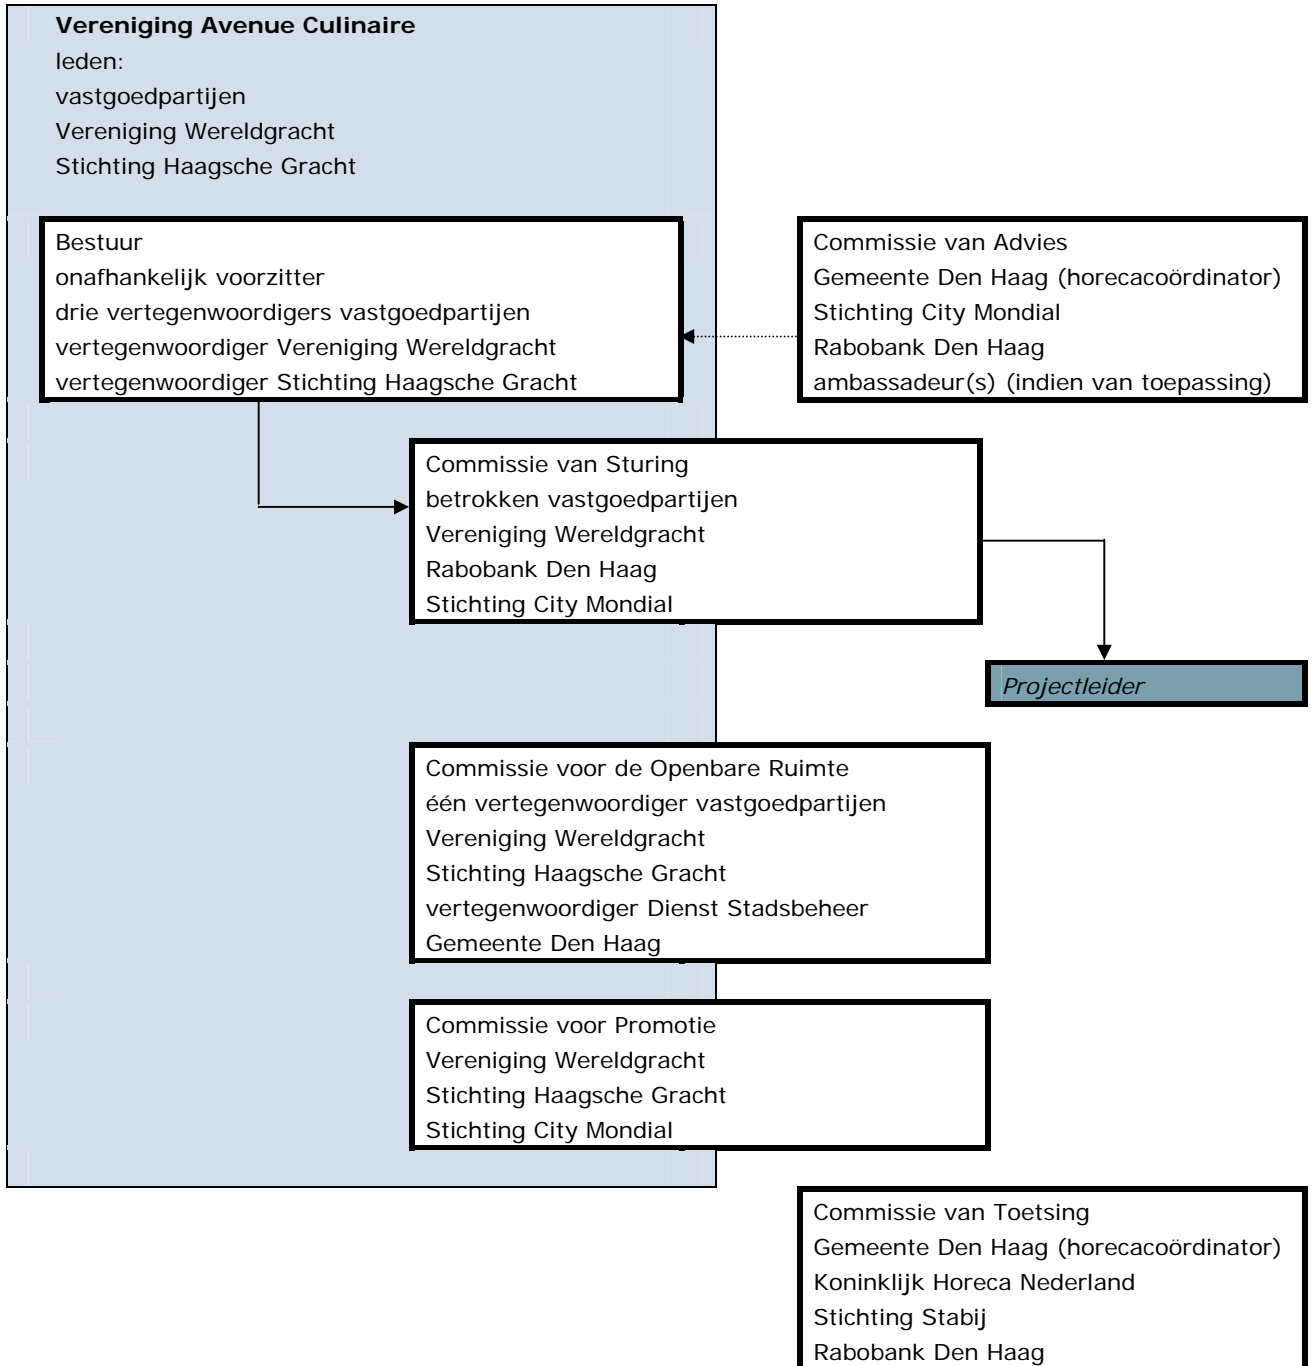 Vereniging Avenue Culinaire
leden:
vastgoedpartijen
Vereniging Wereldgracht
Stichting Haagsche Gracht
Bestuur
onafhankelijk voorzitter
drie vertegenwoordigers vastgoedpartijen
vertegenwoordiger Vereniging Wereldgracht
vertegenwoordiger Stichting Haagsche Gracht
Commissie van Advies
Gemeente Den Haag (horecacoördinator)
Stichting City Mondial
Rabobank Den Haag
ambassadeur(s) (indien van toepassing)
Commissie van Sturing
betrokken vastgoedpartijen
Vereniging Wereldgracht
Rabobank Den Haag
Stichting City Mondial
Projectleider
Commissie voor de Openbare Ruimte
één vertegenwoordiger vastgoedpartijen
Vereniging Wereldgracht
Stichting Haagsche Gracht
vertegenwoordiger Dienst Stadsbeheer
Gemeente Den Haag
Commissie voor Promotie
Vereniging Wereldgracht
Stichting Haagsche Gracht
Stichting City Mondial
Commissie van Toetsing
Gemeente Den Haag (horecacoördinator)
Koninklijk Horeca Nederland
Stichting Stabij
Rabobank Den Haag